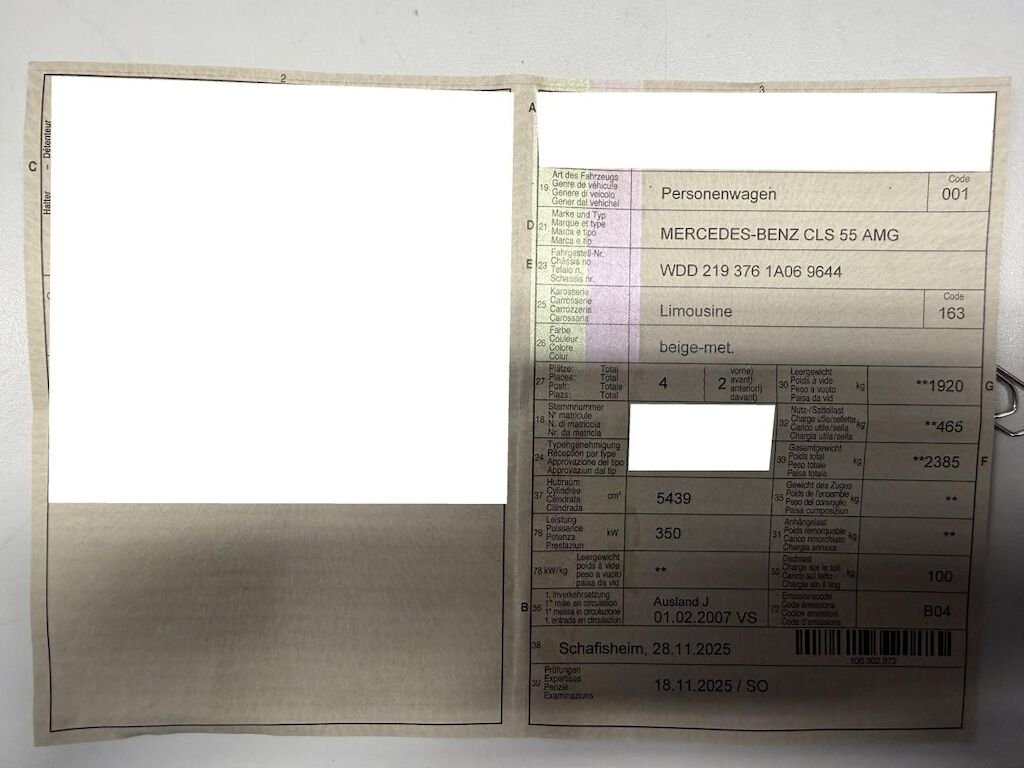 2
3
C
Halter - Détenteur
A
19
Art des Fahrzeugs
Genre de véhicule
Genere di veicolo
Gener dal vehichel
Personenwagen
Code
001
D
21
Marke und Typ
Marque et type
Marca e tipo
Marca e tip
MERCEDES-BENZ CLS 55 AMG
E
23
Fahrgestell-Nr.
Châssis no
Telaio n.
Schassis nr.
WDD 219 376 1A06 9644
25
Karosserie
Carrosserie
Carrozzeria
Carossaria
Limousine
Code
163
26
Farbe
Couleur
Colore
Colur
beige-met.
27
Plätze: Total
Places: Total
Posti: Totale
Plazs: Total
4
2
vorne)
avant)
anteriori)
davant)
30
Leergewicht
Poids à vide
Peso a vuoto
Paisa da vid
kg
**1920
G
18
Stammnummer
N° matricule
N. di matricola
Nr. da matricla
32
Nutz-/Sattellast
Charge utile/sellette
Carico utile/sella
Chargia utila/sella
kg
**465
24
Typengenehmigung
Réception par type
Approvazione del tipo
Approvaziun dal tip
33
Gesamtgewicht
Poids total
Peso totale
Paisa totala
kg
**2385
F
37
Hubraum
Cylindrée
Cilindrata
Cilindrada
cm³
5439
35
Gewicht des Zuges
Poids de l'ensemble
Peso del convoglio
Paisa cumposiziun
kg
**
76
Leistung
Puissance
Potenza
Prestaziun
kW
350
31
Anhängelast
Poids remorquable
Carico rimorchiato
Chargia annexa
kg
**
78 kW/kg
Leergewicht
poids à vide
peso a vuoto
paisa da vid
**
55
Dachlast
Charge sur le toit
Carico sul tetto
Chargia sin il tetg
kg
100
B
36
1. Inverkehrsetzung
1re mise en circulation
1a messa in circolazione
1. entrada en circulaziun
Ausland J
01.02.2007 VS
72
Emissionscode
Code émissions
Codice emissioni
Code d'emissiuns
B04
38
Schafisheim, 28.11.2025
106 302 972
39
Prüfungen
Expertises
Perizie
Examinaziuns
18.11.2025 / SO